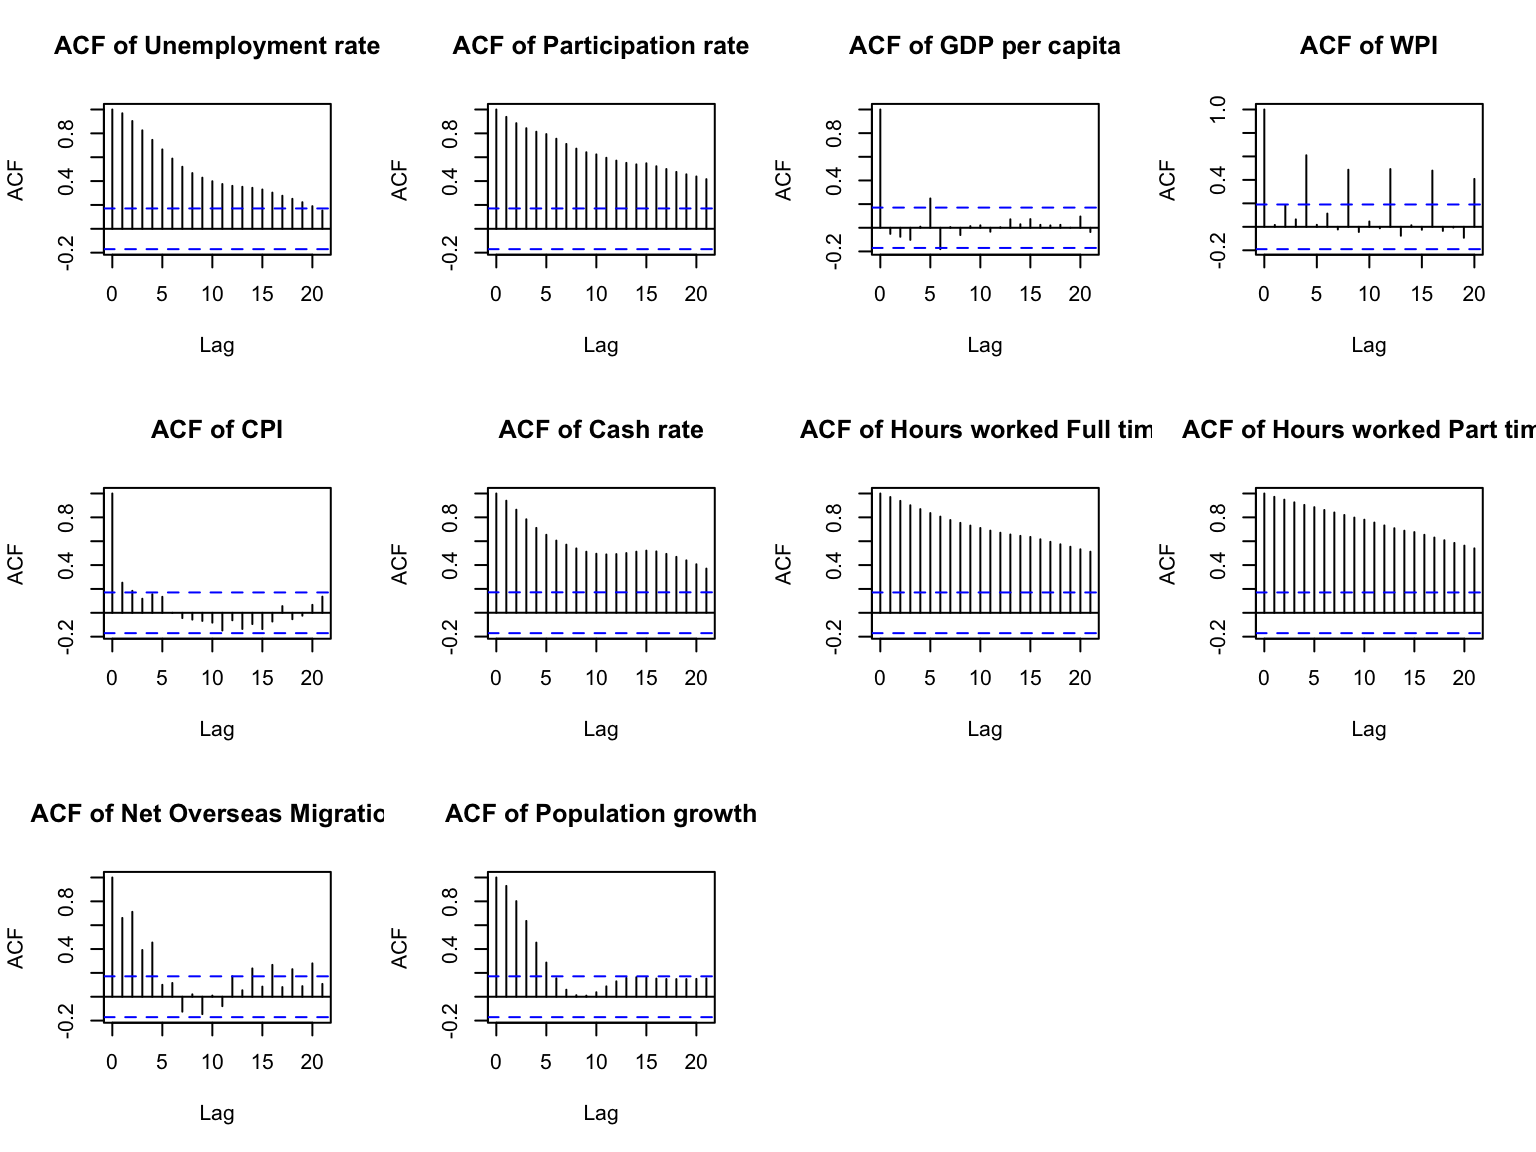 ACF of Unemployment rate
ACF
-0.2 0.4 0.8
0 5 10 15 20
Lag
ACF of Participation rate
ACF
-0.2 0.4 0.8
0 5 10 15 20
Lag
ACF of GDP per capita
ACF
-0.2 0.4 0.8
0 5 10 15 20
Lag
ACF of WPI
ACF
-0.2 0.4 1.0
0 5 10 15 20
Lag
ACF of CPI
ACF
-0.2 0.4 0.8
0 5 10 15 20
Lag
ACF of Cash rate
ACF
-0.2 0.4 0.8
0 5 10 15 20
Lag
ACF of Hours worked Full tim
ACF
-0.2 0.4 0.8
0 5 10 15 20
Lag
ACF of Hours worked Part tim
ACF
-0.2 0.4 0.8
0 5 10 15 20
Lag
ACF of Net Overseas Migratio
ACF
-0.2 0.4 0.8
0 5 10 15 20
Lag
ACF of Population growth
ACF
-0.2 0.4 0.8
0 5 10 15 20
Lag